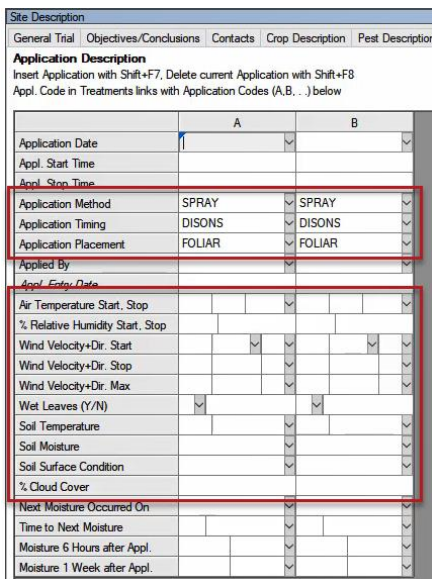 Site Description
General Trial Objectives/Conclusions Contacts Crop Description Pest Description
Application Description
Insert Application with Shift+F7, Delete current Application with Shift+F8
Appl. Code in Treatments links with Application Codes (A,B, . .) below
A B
Application Date
Appl. Start Time
Appl. Stop Time
Application Method SPRAY SPRAY
Application Timing DISONS DISONS
Application Placement FOLIAR FOLIAR
Applied By
Appl. Entry Date
Air Temperature Start, Stop
% Relative Humidity Start, Stop
Wind Velocity+Dir. Start
Wind Velocity+Dir. Stop
Wind Velocity+Dir. Max
Wet Leaves (Y/N)
Soil Temperature
Soil Moisture
Soil Surface Condition
% Cloud Cover
Next Moisture Occurred On
Time to Next Moisture
Moisture 6 Hours after Appl.
Moisture 1 Week after Appl.